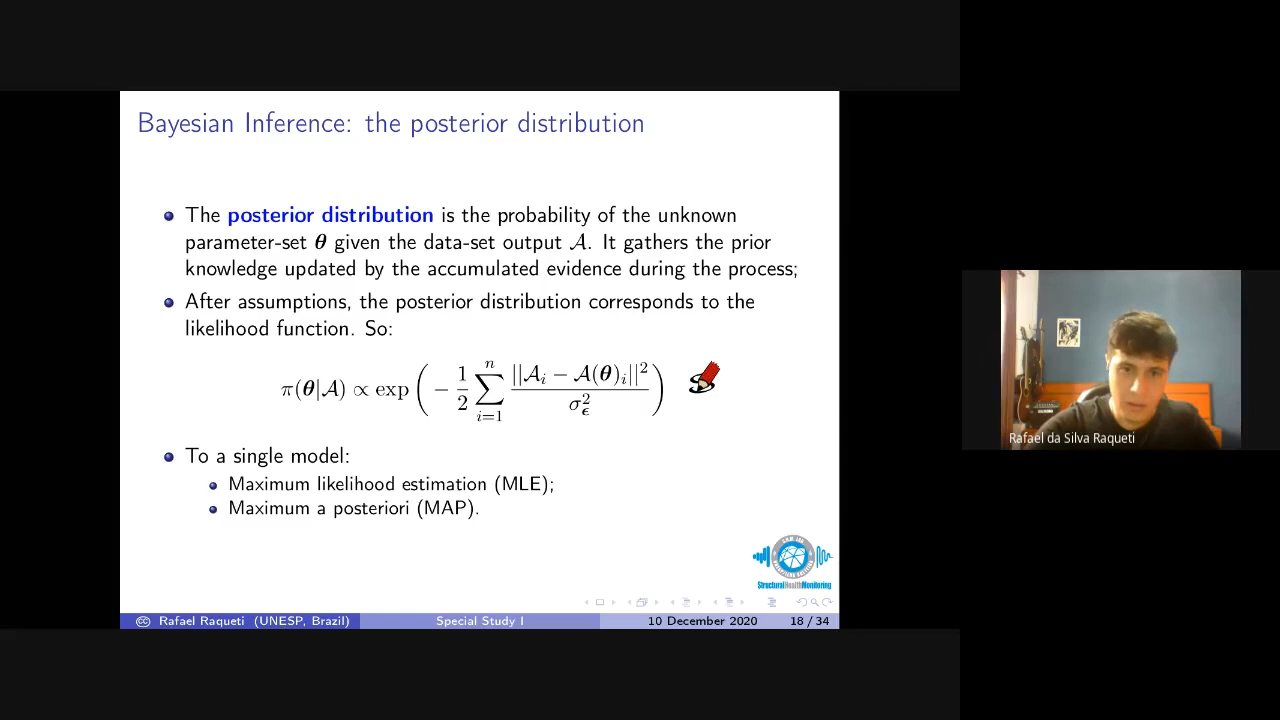 Bayesian Inference: the posterior distribution
The posterior distribution is the probability of the unknown
parameter-set θ given the data-set output 𝒜. It gathers the prior
knowledge updated by the accumulated evidence during the process;
After assumptions, the posterior distribution corresponds to the
likelihood function. So:
π(θ|𝒜) ∝ exp ( − 1/2 ∑_{i=1}^{n} ||𝒜_i − 𝒜(θ)_i||² / σ_ϵ² )
To a single model:
Maximum likelihood estimation (MLE);
Maximum a posteriori (MAP).
StructuralHealthMonitoring
cc Rafael Raqueti (UNESP, Brazil) Special Study I 10 December 2020 18 / 34
Rafael da Silva Raqueti